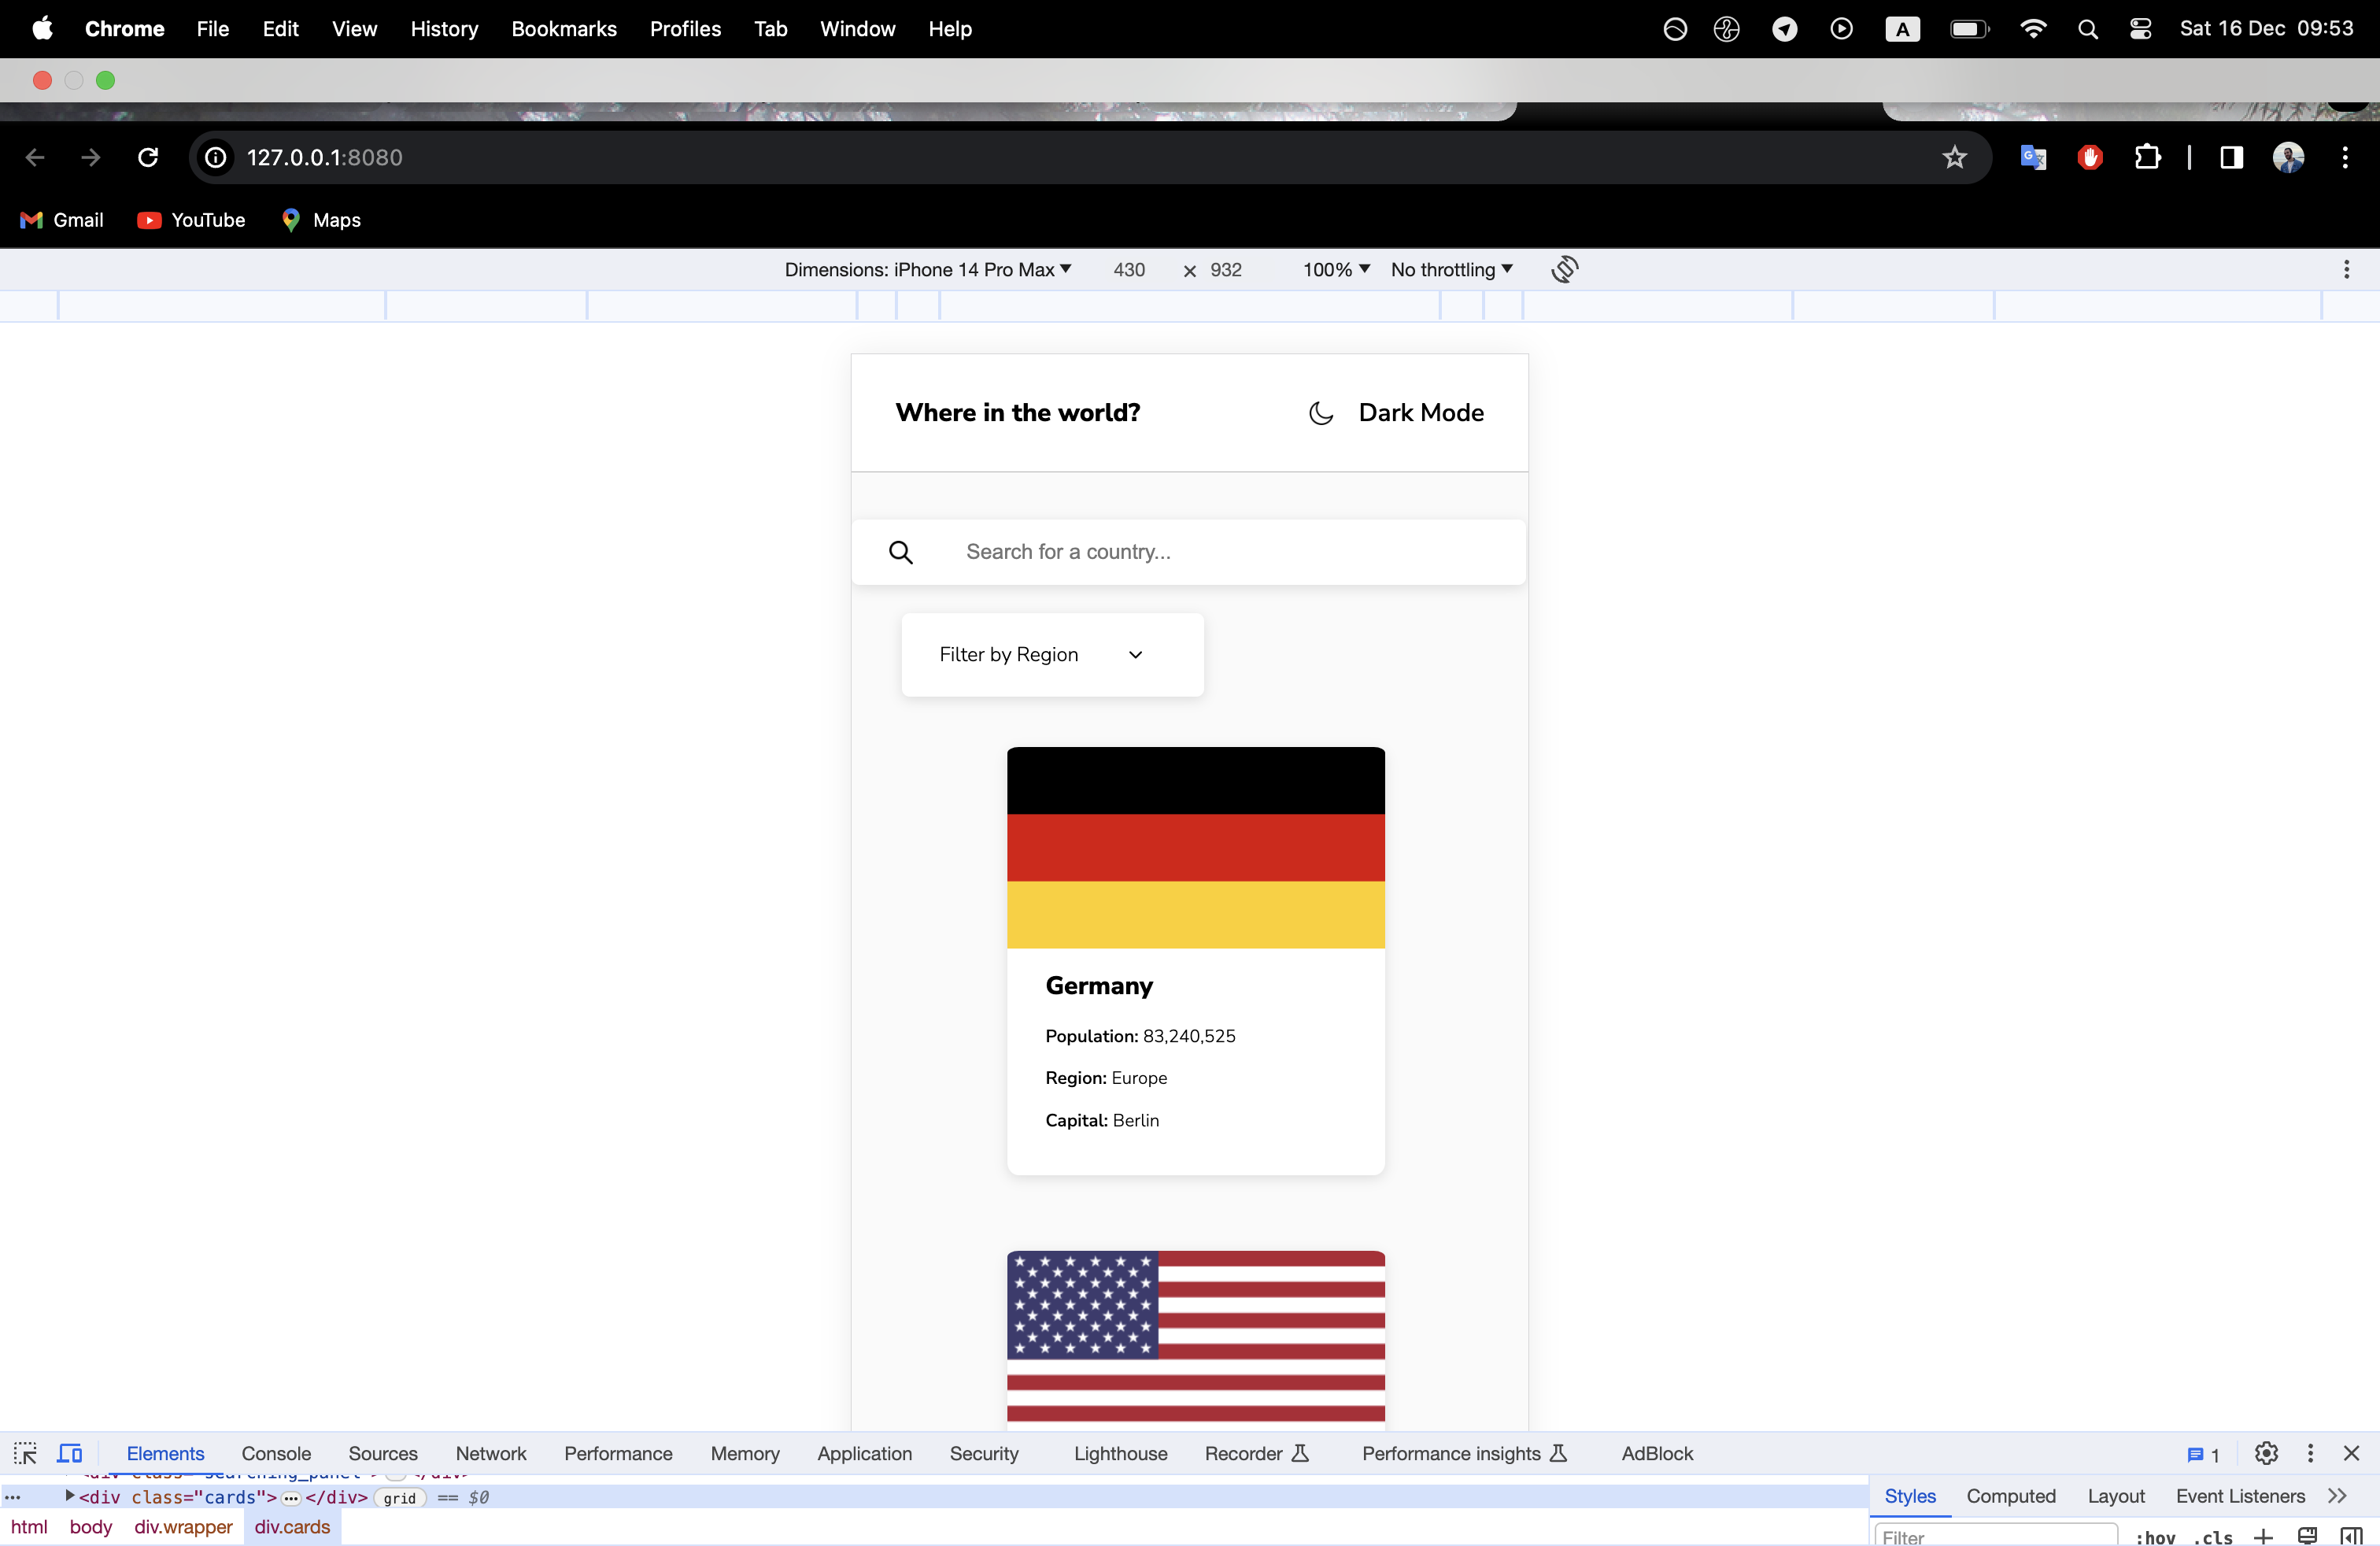 Chrome File Edit View History Bookmarks Profiles Tab Window Help A Sat 16 Dec 09:53
127.0.0.1:8080
Gmail YouTube Maps
Dimensions: iPhone 14 Pro Max 430 × 932 100% No throttling
Where in the world? Dark Mode
Search for a country...
Filter by Region
Germany
Population: 83,240,525
Region: Europe
Capital: Berlin
Elements Console Sources Network Performance Memory Application Security Lighthouse Recorder Performance insights AdBlock 1
<div class="searching_panel"> … </div>
… <div class="cards"> … </div> grid == $0
Styles Computed Layout Event Listeners
html body div.wrapper div.cards
Filter :hov .cls